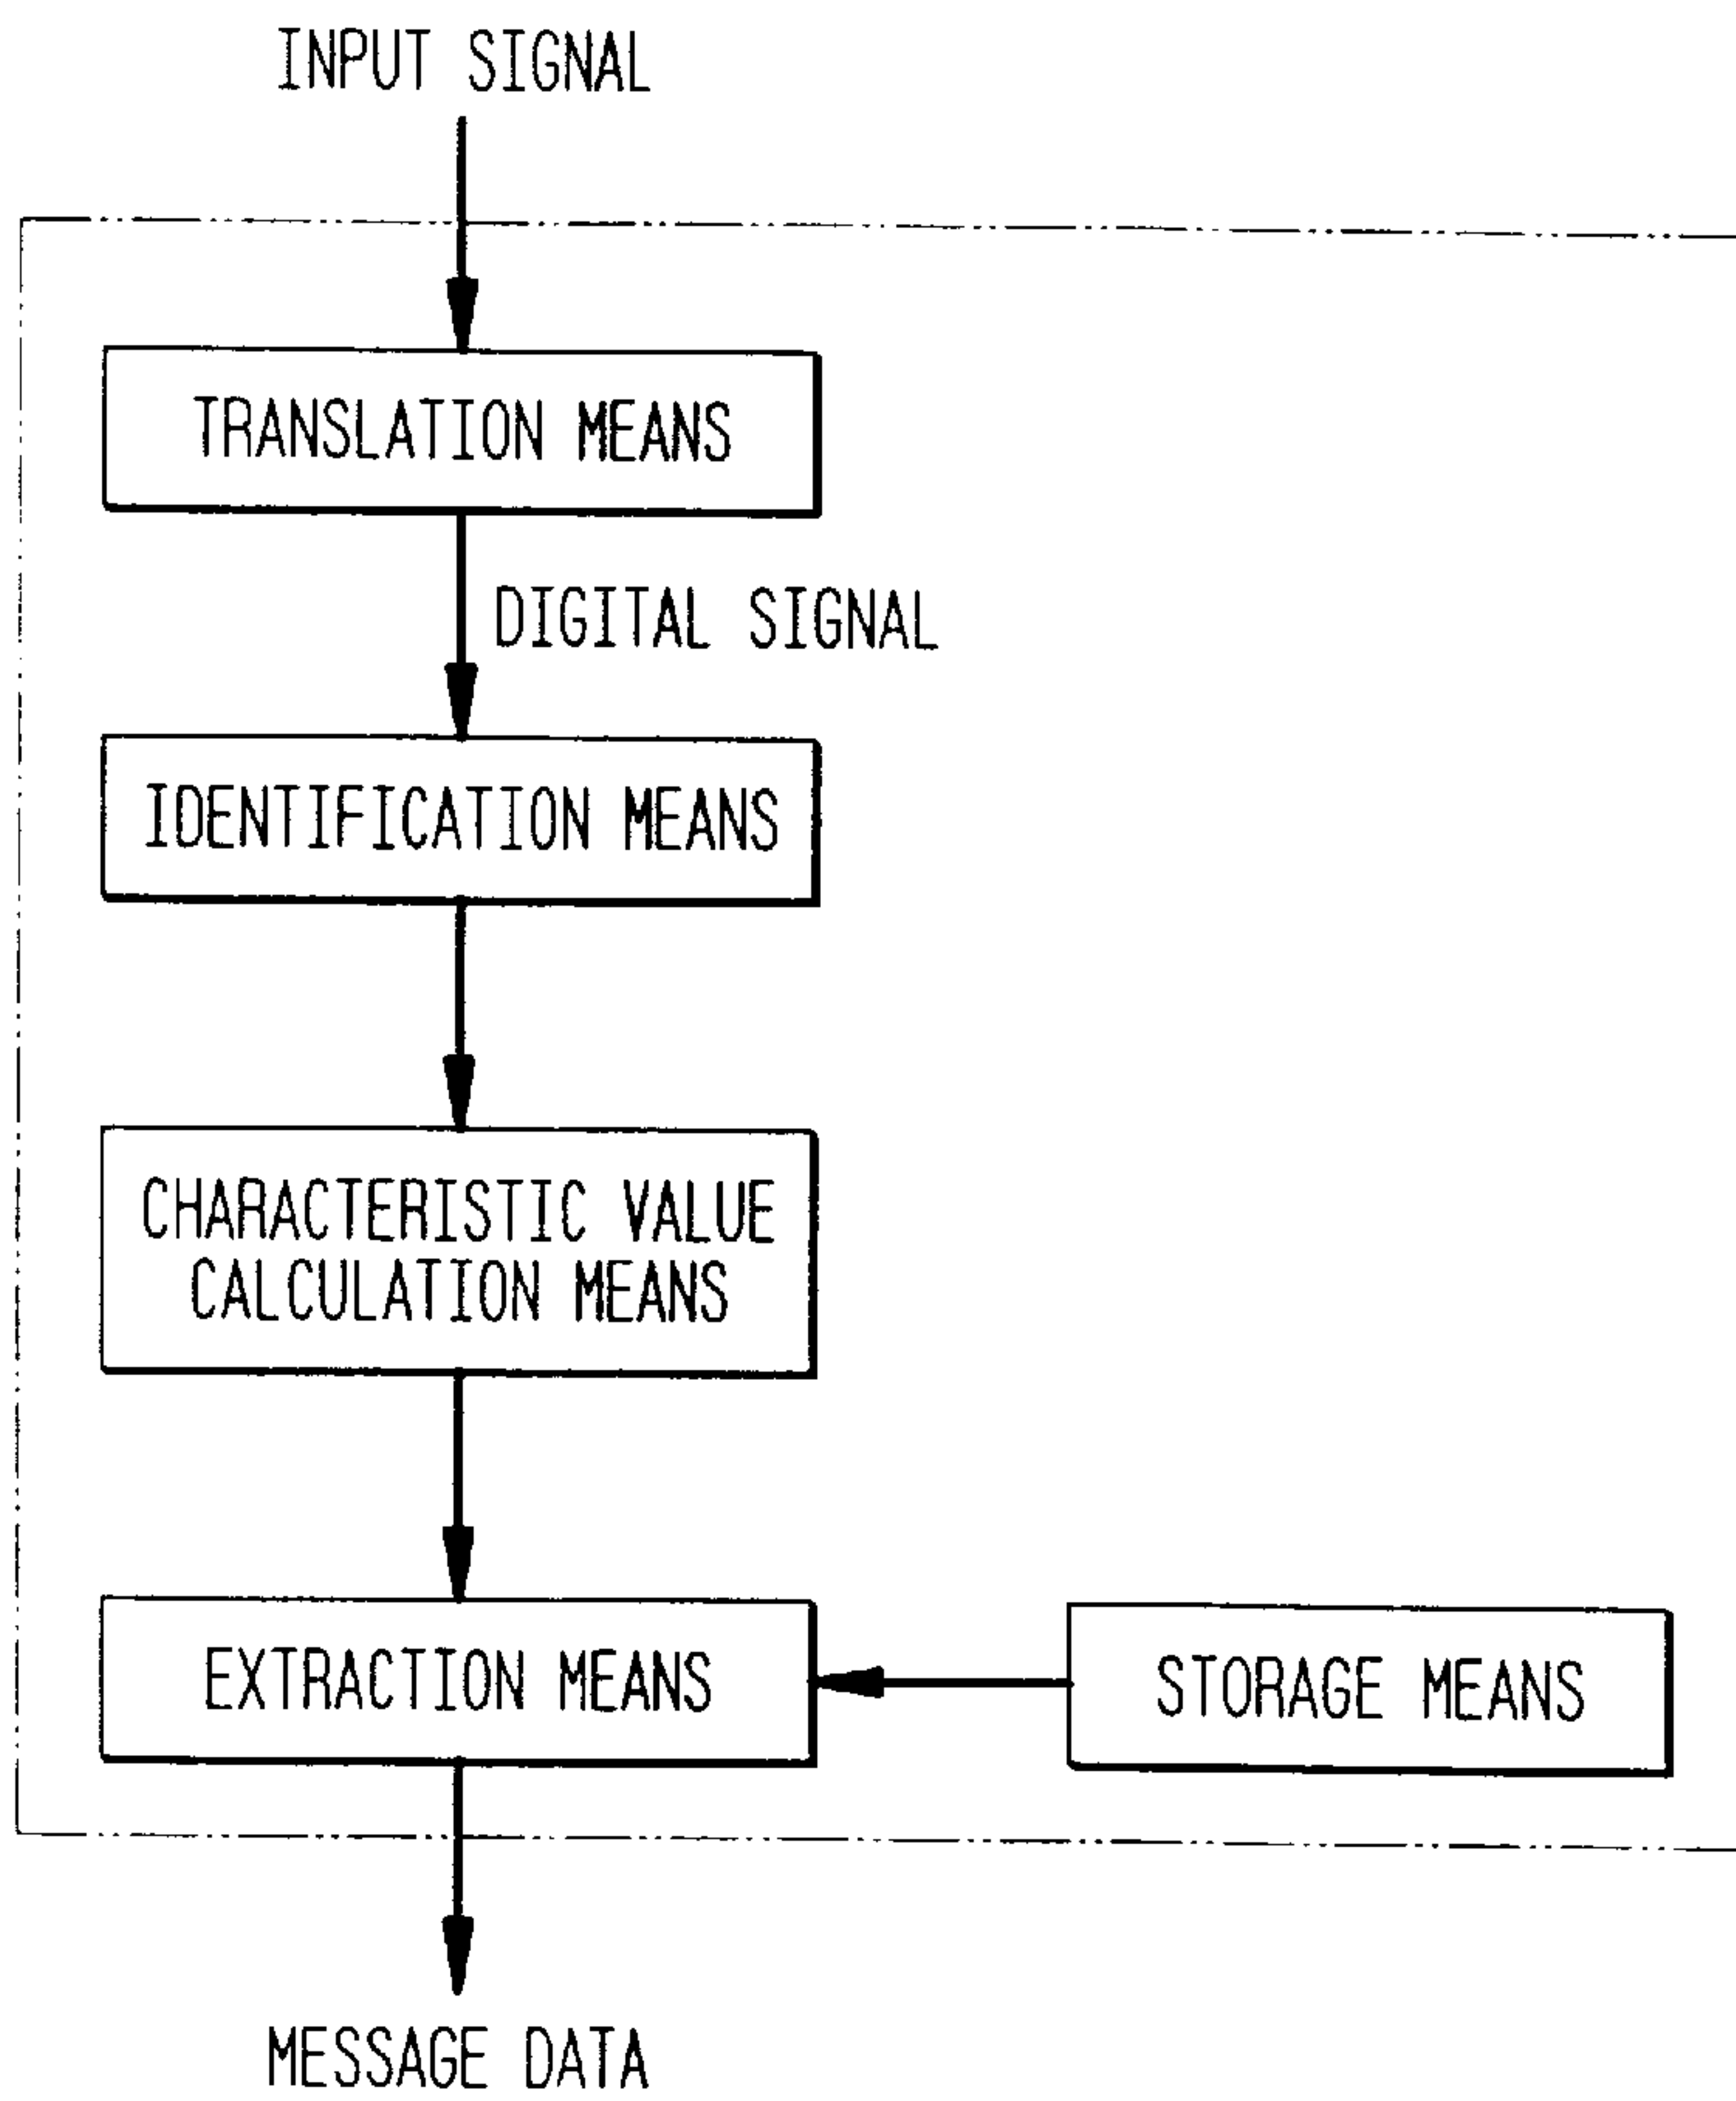 INPUT SIGNAL
TRANSLATION MEANS
DIGITAL SIGNAL
IDENTIFICATION MEANS
CHARACTERISTIC VALUE
CALCULATION MEANS
EXTRACTION MEANS
STORAGE MEANS
MESSAGE DATA